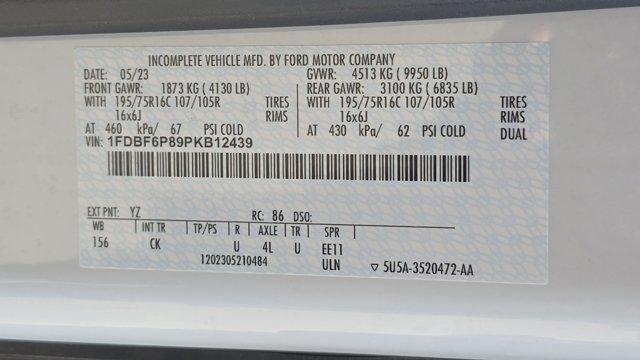 INCOMPLETE VEHICLE MFD. BY FORD MOTOR COMPANY
DATE: 05/23 GVWR: 4513 KG ( 9950 LB)
FRONT GAWR: 1873 KG ( 4130 LB) REAR GAWR: 3100 KG ( 6835 LB)
WITH 195/75R16C 107/105R TIRES WITH 195/75R16C 107/105R TIRES
16x6J RIMS 16x6J RIMS
AT 460 kPa/ 67 PSI COLD AT 430 kPa/ 62 PSI COLD DUAL
VIN: 1FDBF6P89PKB12439
EXT PNT: YZ RC: 86 DSO:
WB INT TR TP/PS R AXLE TR SPR
156 CK U 4L U EE11
1202305210484 ULN ▽ 5U5A-3520472-AA